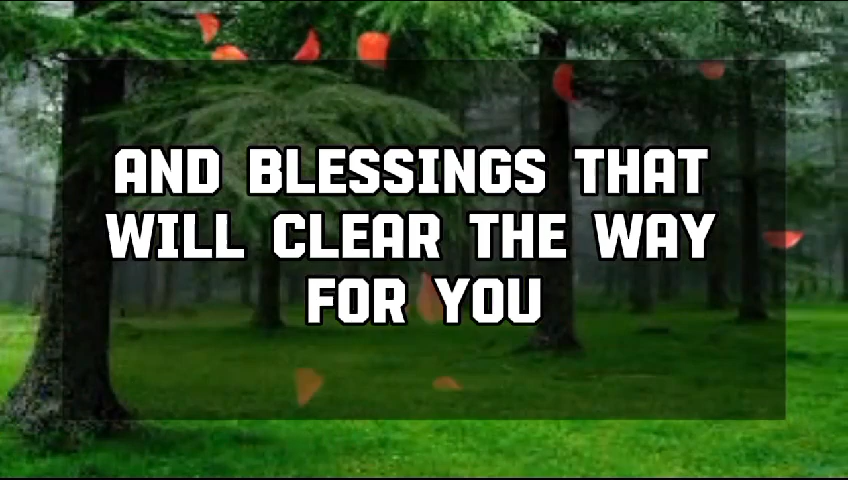 AND BLESSINGS THAT
WILL CLEAR THE WAY
FOR YOU